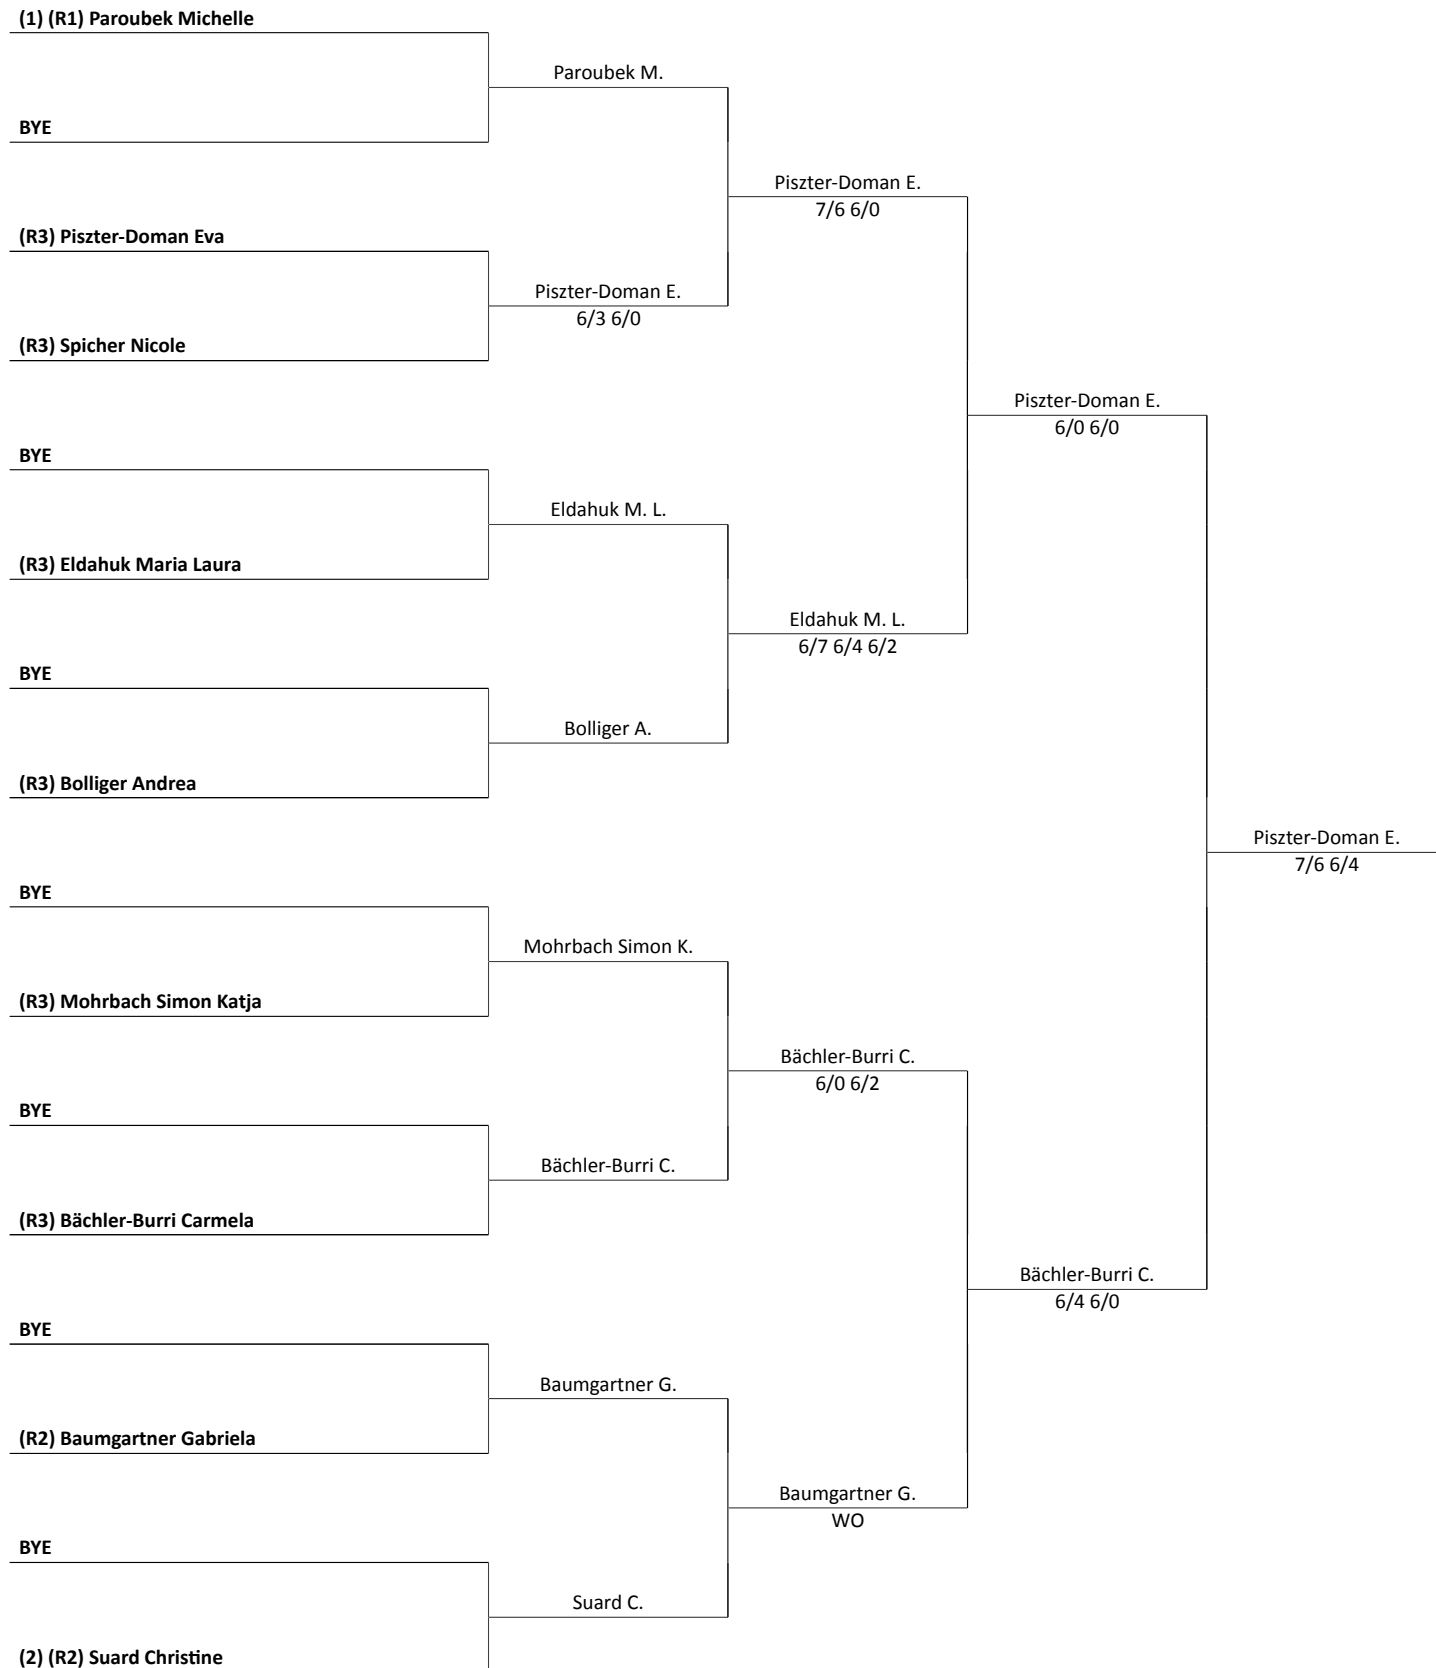 (1) (R1) Paroubek Michelle
Paroubek M.
BYE
Piszter-Doman E.
7/6 6/0
(R3) Piszter-Doman Eva
Piszter-Doman E.
6/3 6/0
(R3) Spicher Nicole
Piszter-Doman E.
6/0 6/0
BYE
Eldahuk M. L.
(R3) Eldahuk Maria Laura
Eldahuk M. L.
6/7 6/4 6/2
BYE
Bolliger A.
(R3) Bolliger Andrea
Piszter-Doman E.
7/6 6/4
BYE
Mohrbach Simon K.
(R3) Mohrbach Simon Katja
Bächler-Burri C.
6/0 6/2
BYE
Bächler-Burri C.
(R3) Bächler-Burri Carmela
Bächler-Burri C.
6/4 6/0
BYE
Baumgartner G.
(R2) Baumgartner Gabriela
Baumgartner G.
WO
BYE
Suard C.
(2) (R2) Suard Christine